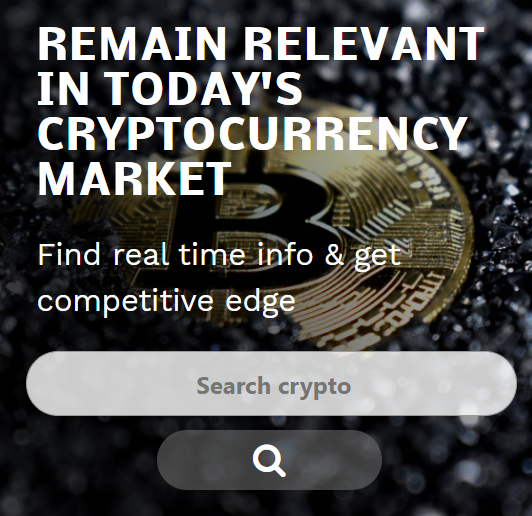 REMAIN RELEVANT
IN TODAY'S
CRYPTOCURRENCY
MARKET
Find real time info & get
competitive edge
Search crypto